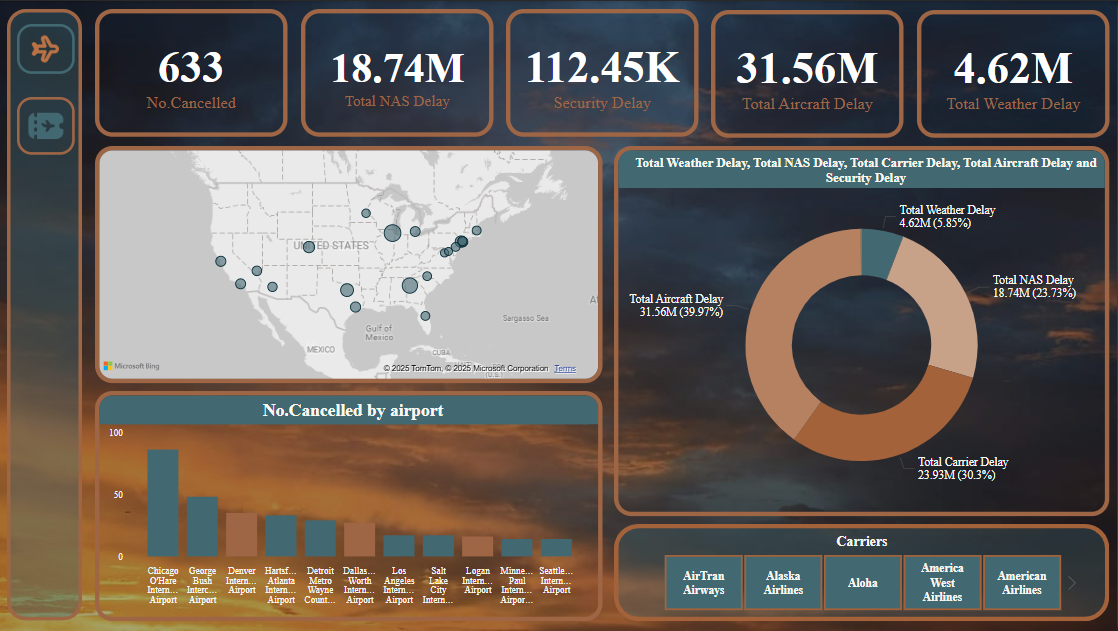 633
No.Cancelled
18.74M
Total NAS Delay
112.45K
Security Delay
31.56M
Total Aircraft Delay
4.62M
Total Weather Delay
UNITED STATES
MEXICO
Gulf of
Mexico
CUBA
Sargasso Sea
Microsoft Bing
© 2025 TomTom, © 2025 Microsoft Corporation Terms
Total Weather Delay, Total NAS Delay, Total Carrier Delay, Total Aircraft Delay and
Security Delay
Total Weather Delay
4.62M (5.85%)
Total NAS Delay
18.74M (23.73%)
Total Aircraft Delay
31.56M (39.97%)
Total Carrier Delay
23.93M (30.3%)
No.Cancelled by airport
100
50
0
Chicago
O'Hare
Intern...
Airport
George
Bush
Interc...
Airport
Denver
Intern...
Airport
Hartsf...
Atlanta
Intern...
Airport
Detroit
Metro
Wayne
Count...
Dallas...
Worth
Intern...
Airport
Los
Angeles
Intern...
Airport
Salt
Lake
City
Intern...
Logan
Intern...
Airport
Minne...
Paul
Intern...
Airpor...
Seattle...
Intern...
Airport
Carriers
AirTran
Airways
Alaska
Airlines
Aloha
America
West
Airlines
American
Airlines